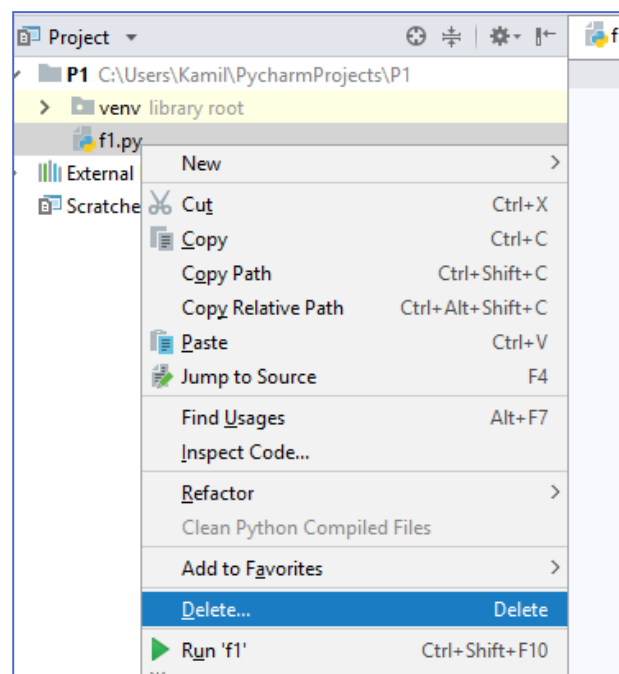 Project
f
P1 C:\Users\Kamil\PycharmProjects\P1
venv library root
f1.py
External
Scratche
New
Cut Ctrl+X
Copy Ctrl+C
Copy Path Ctrl+Shift+C
Copy Relative Path Ctrl+Alt+Shift+C
Paste Ctrl+V
Jump to Source F4
Find Usages Alt+F7
Inspect Code...
Refactor
Clean Python Compiled Files
Add to Favorites
Delete... Delete
Run 'f1' Ctrl+Shift+F10